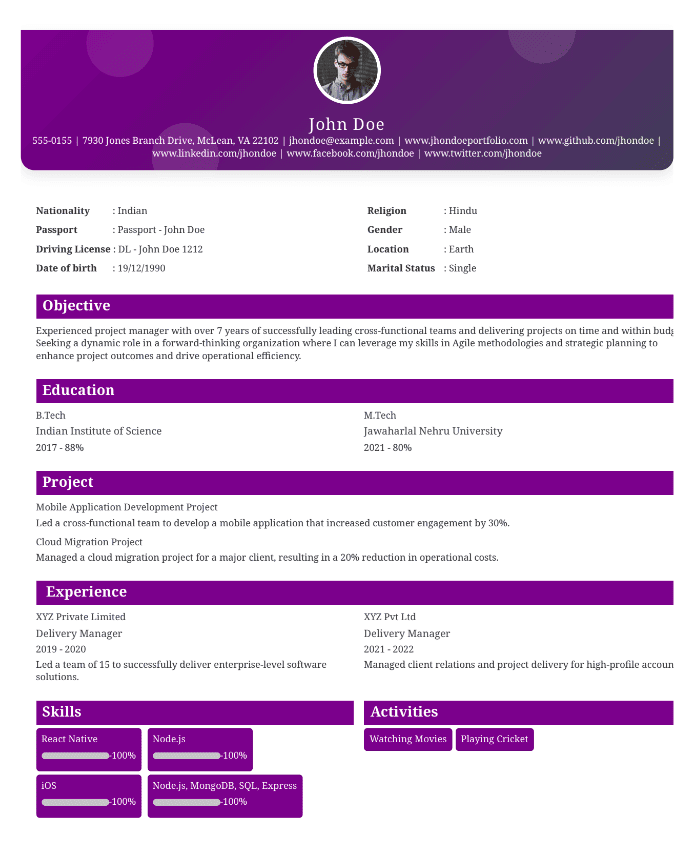 John Doe
555-0155 | 7930 Jones Branch Drive, McLean, VA 22102 | jhondoe@example.com | www.jhondoeportfolio.com | www.github.com/jhondoe |
www.linkedin.com/jhondoe | www.facebook.com/jhondoe | www.twitter.com/jhondoe
Nationality : Indian
Passport : Passport - John Doe
Driving License : DL - John Doe 1212
Date of birth : 19/12/1990
Religion : Hindu
Gender : Male
Location : Earth
Marital Status : Single
Objective
Experienced project manager with over 7 years of successfully leading cross-functional teams and delivering projects on time and within
Seeking a dynamic role in a forward-thinking organization where I can leverage my skills in Agile methodologies and strategic planning to
enhance project outcomes and drive operational efficiency.
Education
B.Tech
Indian Institute of Science
2017 - 88%
M.Tech
Jawaharlal Nehru University
2021 - 80%
Project
Mobile Application Development Project
Led a cross-functional team to develop a mobile application that increased customer engagement by 30%.
Cloud Migration Project
Managed a cloud migration project for a major client, resulting in a 20% reduction in operational costs.
Experience
XYZ Private Limited
Delivery Manager
2019 - 2020
Led a team of 15 to successfully deliver enterprise-level software
solutions.
XYZ Pvt Ltd
Delivery Manager
2021 - 2022
Managed client relations and project delivery for high-profile accoun
Skills
React Native
100%
Node.js
100%
iOS
100%
Node.js, MongoDB, SQL, Express
100%
Activities
Watching Movies
Playing Cricket